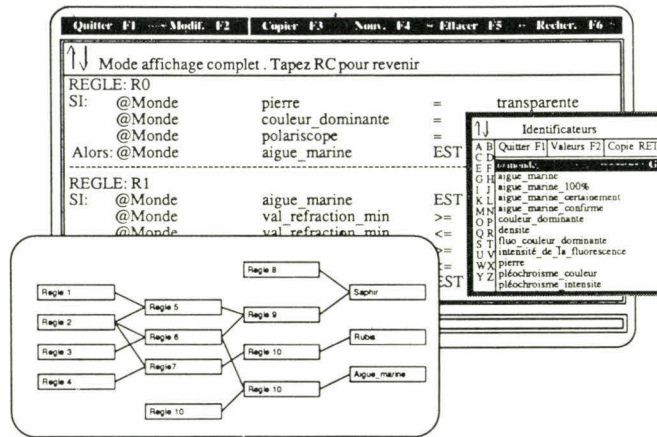 Quitter F1 Modif. F2 Copier F3 Nouv. F4 Effacer F5 Recher. F6
Mode affichage complet . Tapez RC pour revenir
REGLE: R0
SI: @Monde pierre = transparente
@Monde couleur_dominante =
@Monde polariscope =
Alors: @Monde aigue_marine EST
REGLE: R1
SI: @Monde aigue_marine EST
@Monde val_refraction_min >=
@Monde val_refraction_min <=
>=
<=
EST
Identificateurs
Quitter F1 Valeurs F2 Copie RET
A B
C D
E F
G H
I J
K L
M N
O P
Q R
S T
U V
W X
Y Z
aigue_marine
aigue_marine_100%
aigue_marine_certainement
aigue_marine_confirme
couleur_dominante
densite
fluo_couleur_dominante
intensité_de_la_fluorescence
pierre
pléochroisme_couleur
pléochroisme_intensite
Regle 1
Regle 2
Regle 3
Regle 4
Regle 5
Regle 6
Regle7
Regle 10
Regle 8
Regle 9
Regle 10
Regle 10
Saphir
Rubis
Aigue_marine